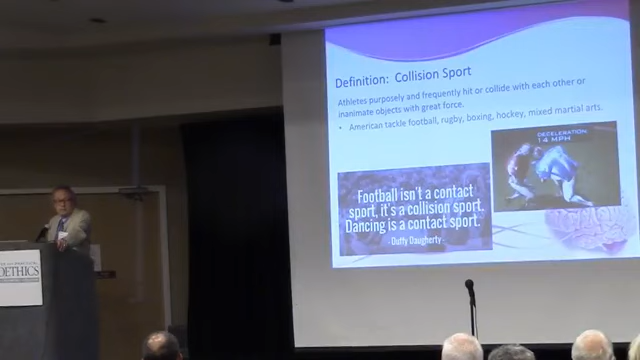 Definition: Collision Sport
Athletes purposely and frequently hit or collide with each other or
inanimate objects with great force.
• American tackle football, rugby, boxing, hockey, mixed martial arts.
DECELERATION:
14 MPH
Football isn't a contact
sport, it's a collision sport.
Dancing is a contact sport.
- Duffy Daugherty
OETHICS